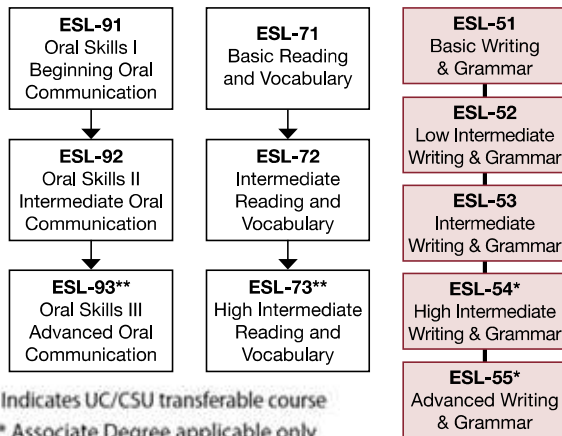 ESL-91
Oral Skills I
Beginning Oral
Communication
ESL-92
Oral Skills II
Intermediate Oral
Communication
ESL-93**
Oral Skills III
Advanced Oral
Communication
ESL-71
Basic Reading
and Vocabulary
ESL-72
Intermediate
Reading and
Vocabulary
ESL-73**
High Intermediate
Reading and
Vocabulary
ESL-51
Basic Writing
& Grammar
ESL-52
Low Intermediate
Writing & Grammar
ESL-53
Intermediate
Writing & Grammar
ESL-54*
High Intermediate
Writing & Grammar
ESL-55*
Advanced Writing
& Grammar
Indicates UC/CSU transferable course
* Associate Degree applicable only